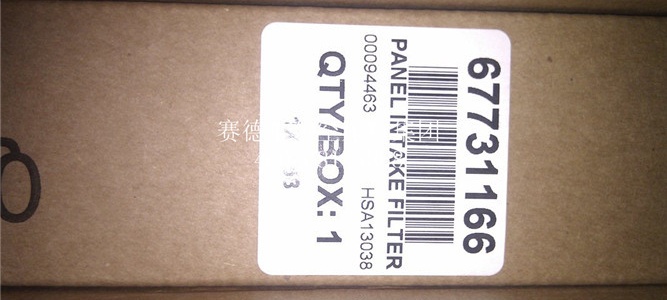 67731166
PANEL INTAKE FILTER
00094463 HSA13038
QTY/BOX: 1
赛德